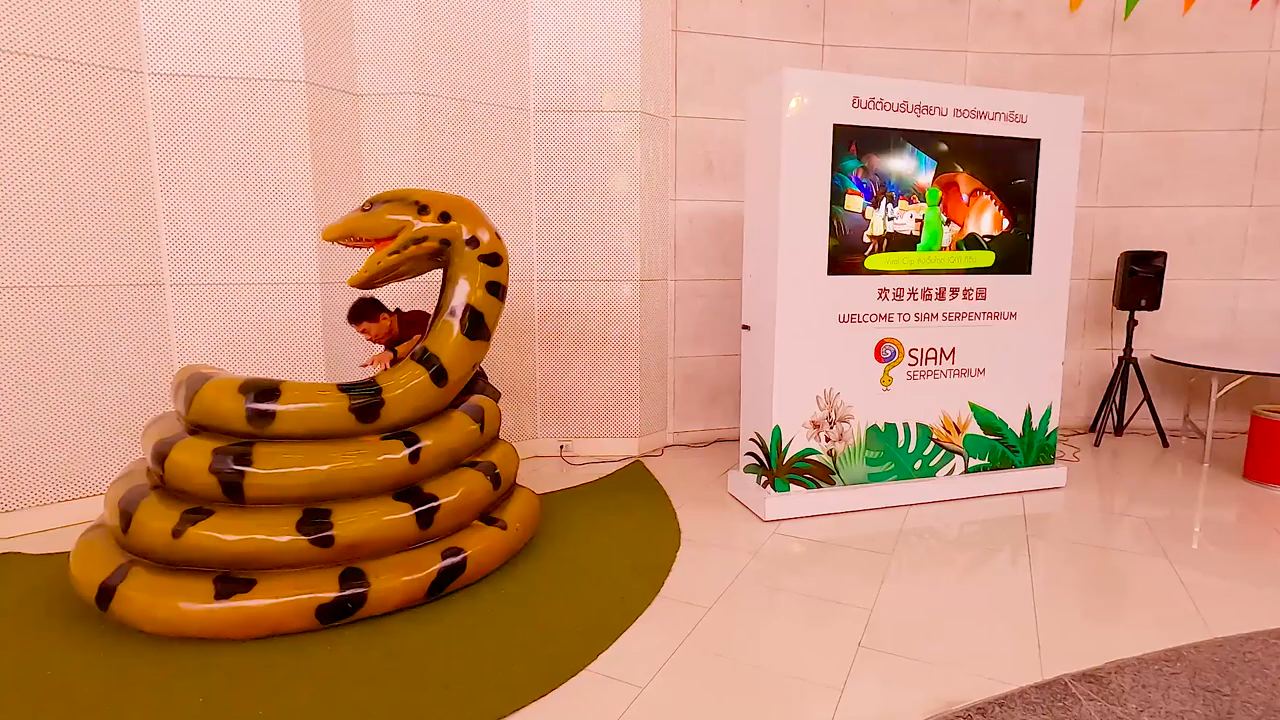 ยินดีต้อนรับสู่สยาม เซอร์เพนทาเรียม
Viral Clip
欢迎光临暹罗蛇园
WELCOME TO SIAM SERPENTARIUM
SIAM
SERPENTARIUM